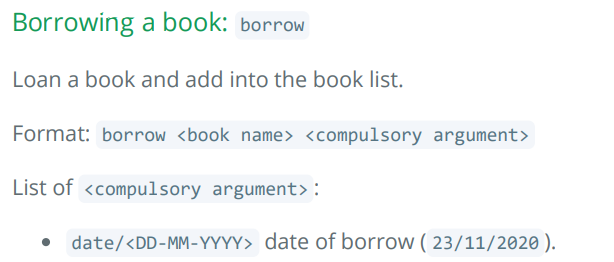 Borrowing a book: borrow
Loan a book and add into the book list.
Format: borrow <book name> <compulsory argument>
List of <compulsory argument>:
• date/<DD-MM-YYYY> date of borrow (23/11/2020).